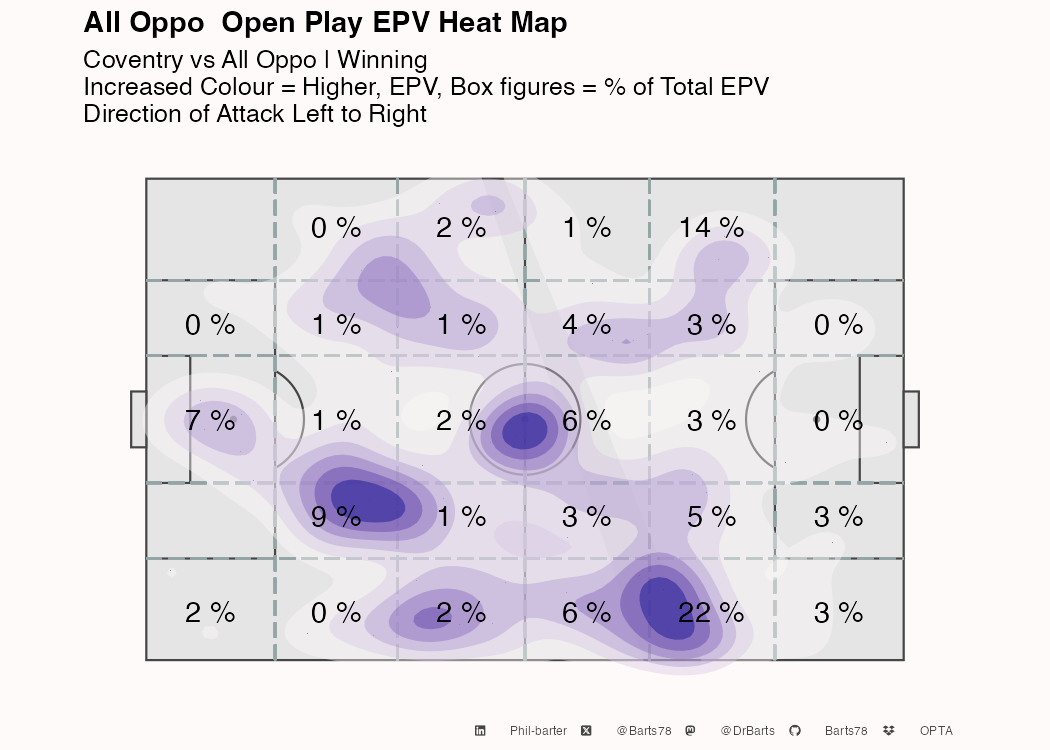 All Oppo  Open Play EPV Heat Map
Coventry vs All Oppo | Winning
Increased Colour = Higher, EPV, Box figures = % of Total EPV
Direction of Attack Left to Right
0 % 2 % 1 % 14 %
0 % 1 % 1 % 4 % 3 % 0 %
7 % 1 % 2 % 6 % 3 % 0 %
9 % 1 % 3 % 5 % 3 %
2 % 0 % 2 % 6 % 22 % 3 %
Phil-barter @Barts78 @DrBarts Barts78 OPTA